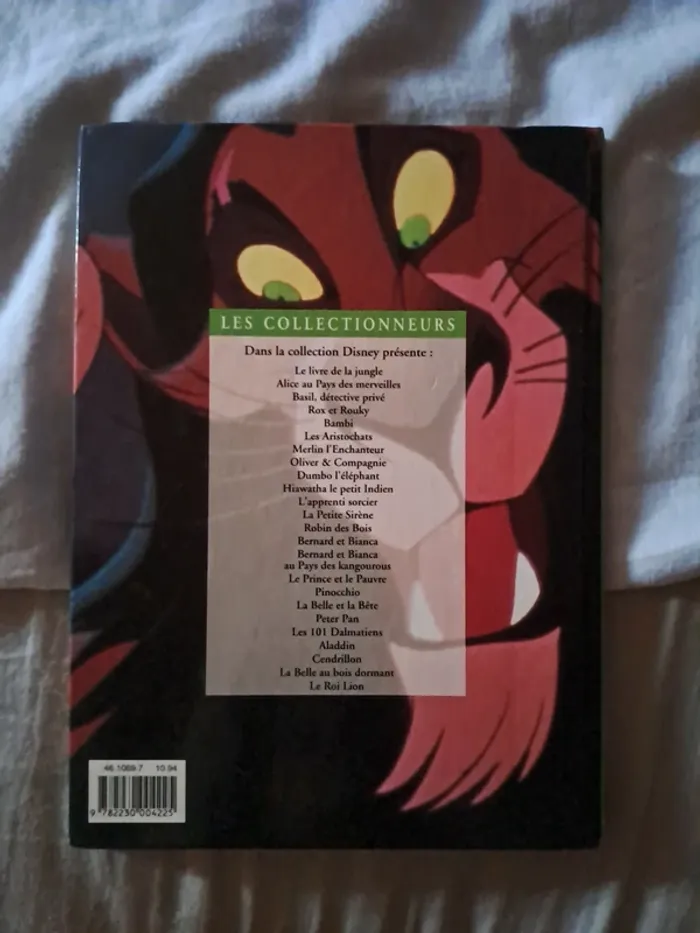 LES COLLECTIONNEURS
Dans la collection Disney présente :
Le livre de la jungle
Alice au Pays des merveilles
Basil, détective privé
Rox et Rouky
Bambi
Les Aristochats
Merlin l'Enchanteur
Oliver & Compagnie
Dumbo l'éléphant
Hiawatha le petit Indien
L'apprenti sorcier
La Petite Sirène
Robin des Bois
Bernard et Bianca
Bernard et Bianca
au Pays des kangourous
Le Prince et le Pauvre
Pinocchio
La Belle et la Bête
Peter Pan
Les 101 Dalmatiens
Aladdin
Cendrillon
La Belle au bois dormant
Le Roi Lion
46.1089.7 10.94
9 782230 004225